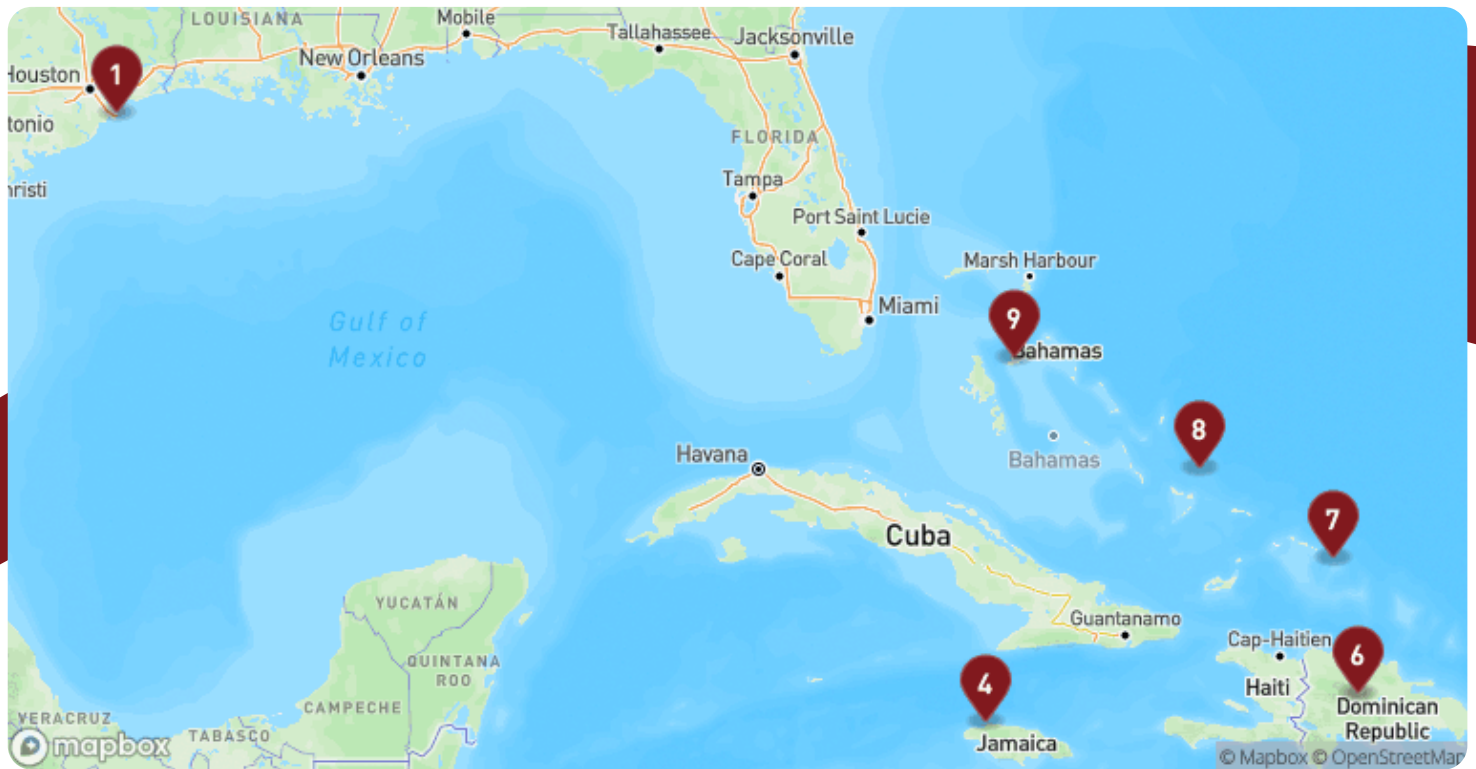 LOUISIANA
Mobile
Tallahassee
Jacksonville
New Orleans
Houston
1
tonio
FLORIDA
Tampa
hristi
Port Saint Lucie
Cape Coral
Marsh Harbour
Miami
9
Gulf of
Mexico
Bahamas
8
Havana
Bahamas
7
Cuba
YUCATÁN
Guantanamo
Cap-Haitien
6
QUINTANA
ROO
4
Haiti
CAMPECHE
Dominican
Republic
VERACRUZ
TABASCO
Jamaica
mapbox
© Mapbox © OpenStreetMap